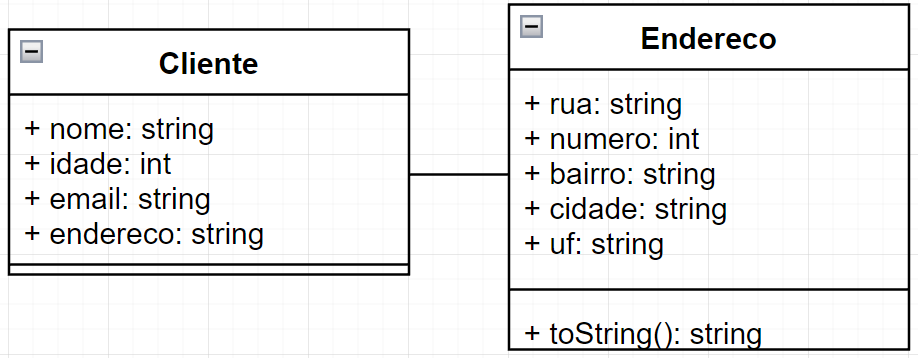 Cliente
+ nome: string
+ idade: int
+ email: string
+ endereco: string
Endereco
+ rua: string
+ numero: int
+ bairro: string
+ cidade: string
+ uf: string
+ toString(): string